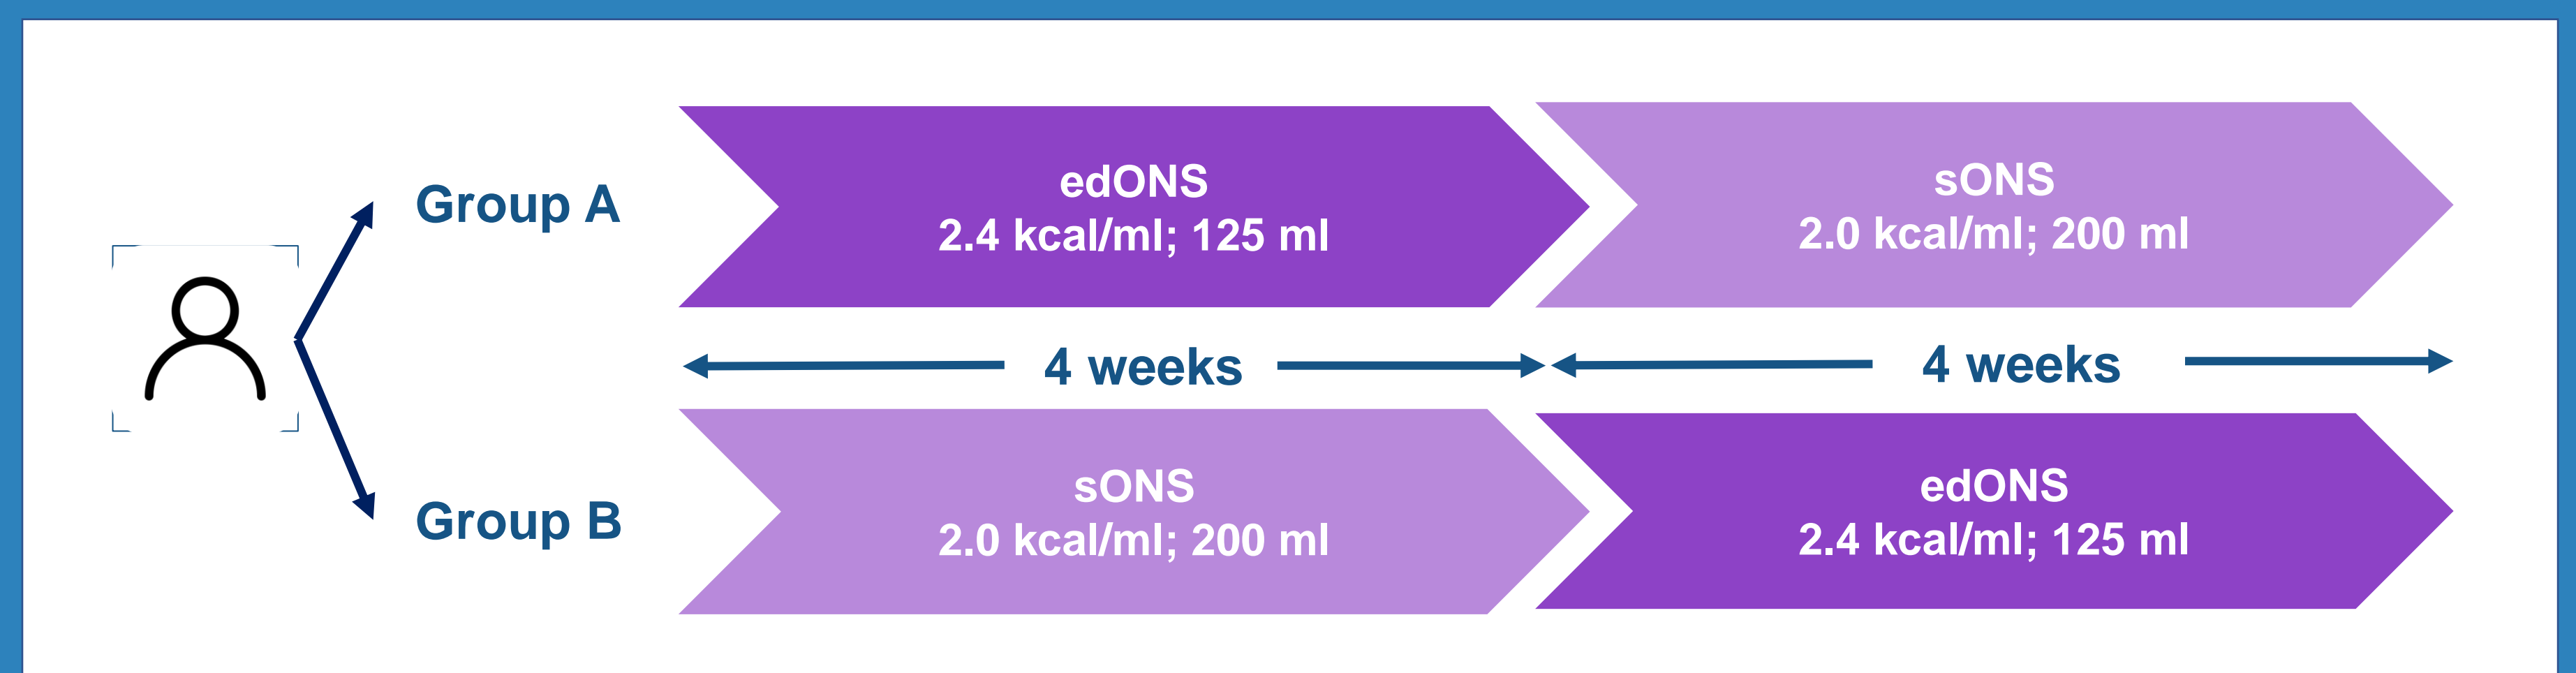 Group A
edONS
2.4 kcal/ml; 125 ml
sONS
2.0 kcal/ml; 200 ml
4 weeks
4 weeks
Group B
sONS
2.0 kcal/ml; 200 ml
edONS
2.4 kcal/ml; 125 ml